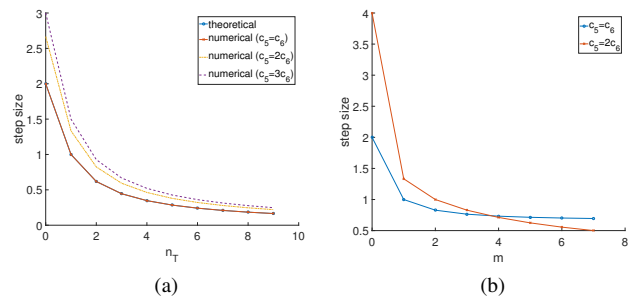 3
2.5
2
1.5
1
0.5
0
step size
0
2
4
6
8
10
n_T
theoretical
numerical (c_5=c_6)
numerical (c_5=2c_6)
numerical (c_5=3c_6)
(a)
4
3.5
3
2.5
2
1.5
1
0.5
step size
0
2
4
6
8
m
c_5=c_6
c_5=2c_6
(b)